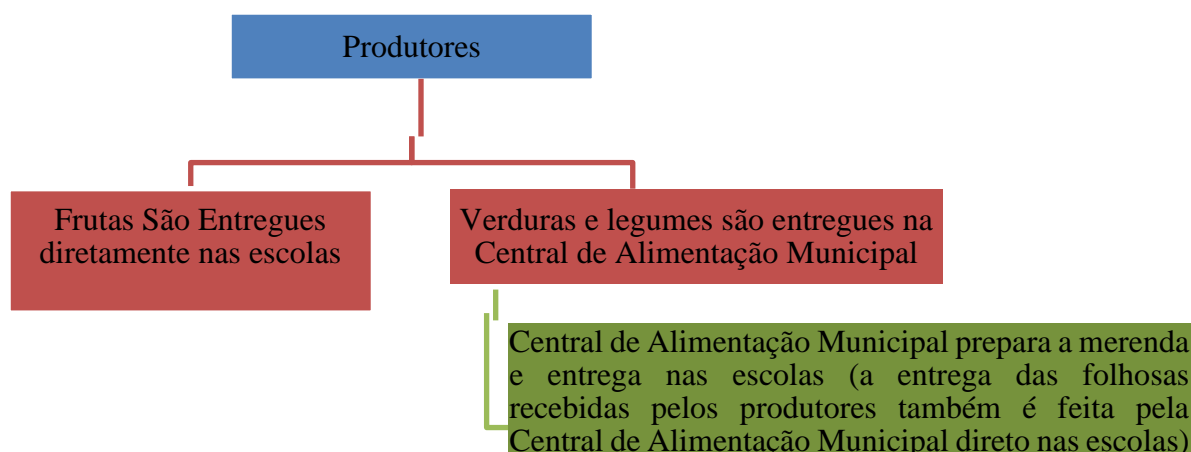 Produtores
Frutas São Entregues
diretamente nas escolas
Verduras e legumes são entregues na
Central de Alimentação Municipal
Central de Alimentação Municipal prepara a merenda
e entrega nas escolas (a entrega das folhosas
recebidas pelos produtores também é feita pela
Central de Alimentação Municipal direto nas escolas)